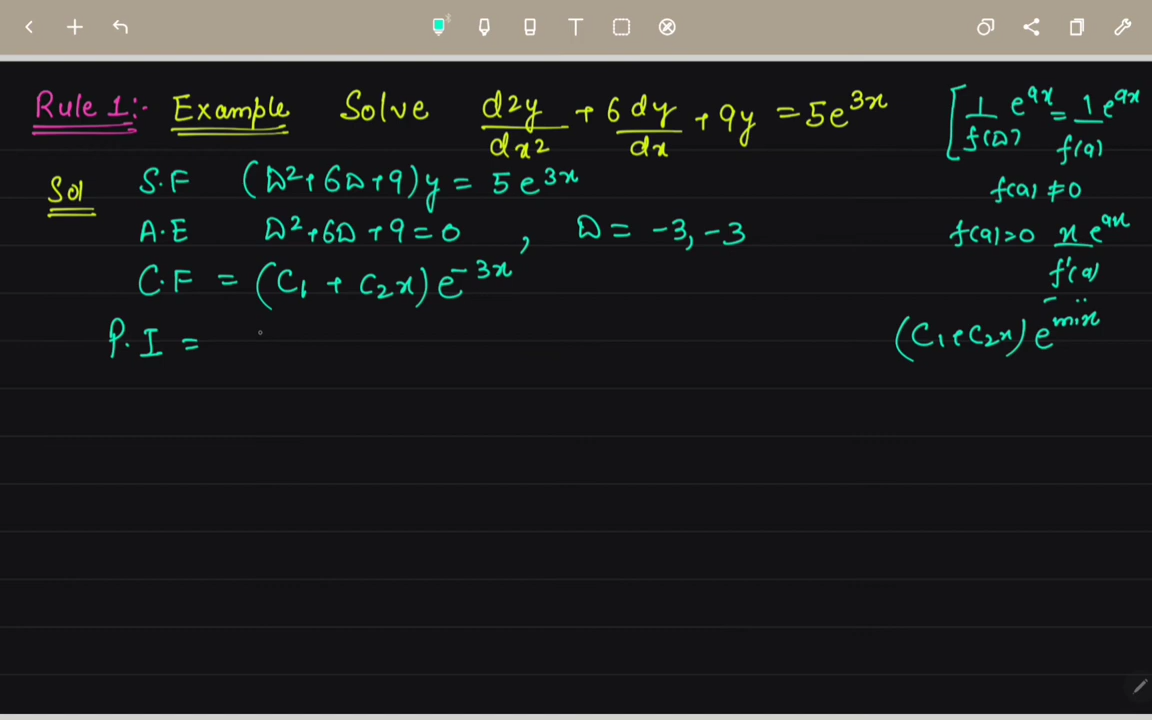 Rule 1:- Example Solve d2y/dx2 + 6 dy/dx + 9y = 5e^3x
Sol S.F (D²+6D+9)y = 5e^3x
A.E D²+6D+9=0, D = -3,-3
C.F = (C₁ + C₂x) e^-3x
P.I =
[1/f(D) e^ax = 1/f(a) e^ax
f(a) ≠ 0
f(a)=0 x/f'(a) e^ax
(C₁+C₂x) e^m₁x